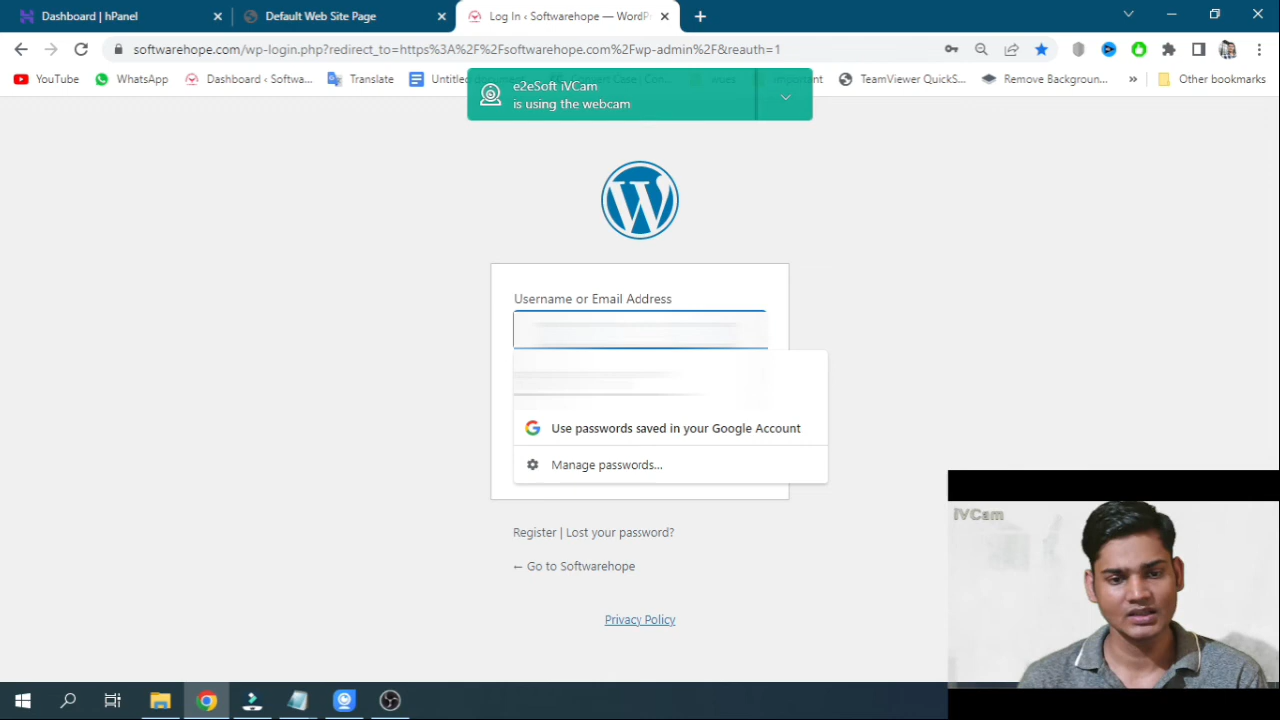 Dashboard | hPanel
Default Web Site Page
Log In ‹ Softwarehope — WordPr
softwarehope.com/wp-login.php?redirect_to=https%3A%2F%2Fsoftwarehope.com%2Fwp-admin%2F&reauth=1
YouTube
WhatsApp
Dashboard ‹ Softwa...
Translate
important
TeamViewer QuickS...
Remove Backgroun...
»
Other bookmarks
e2eSoft iVCam
is using the webcam
W
Username or Email Address
Use passwords saved in your Google Account
Manage passwords...
Register | Lost your password?
← Go to Softwarehope
Privacy Policy
iVCam